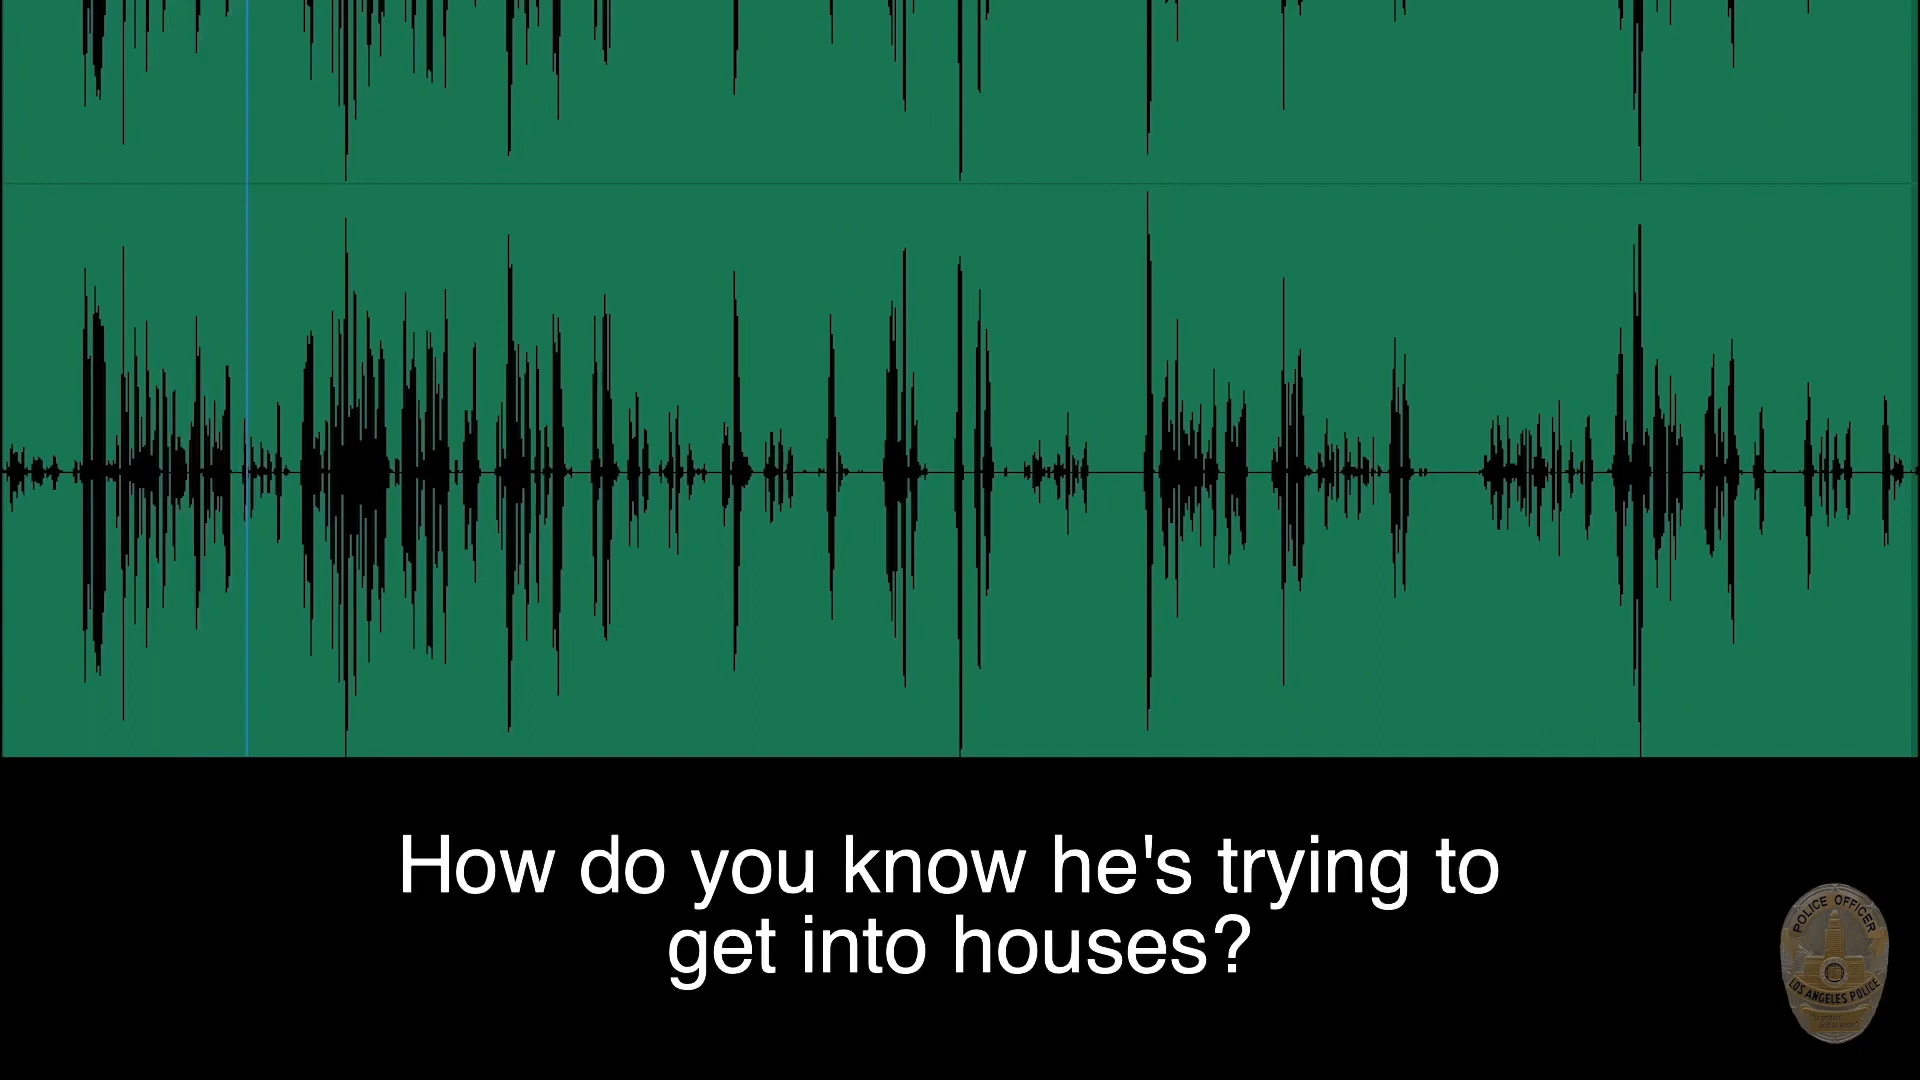 How do you know he's trying to
get into houses?
POLICE OFFICER
LOS ANGELES POLICE